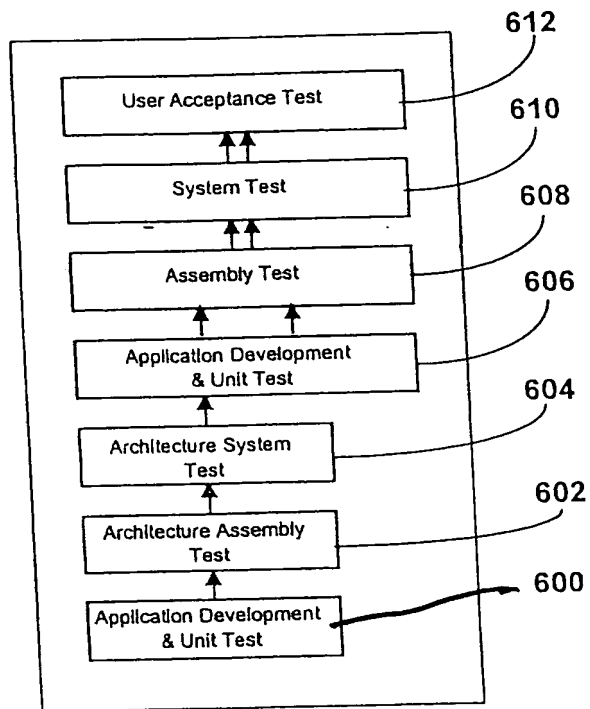 612
User Acceptance Test
610
System Test
608
Assembly Test
606
Application Development
& Unit Test
604
Architecture System
Test
602
Architecture Assembly
Test
600
Application Development
& Unit Test